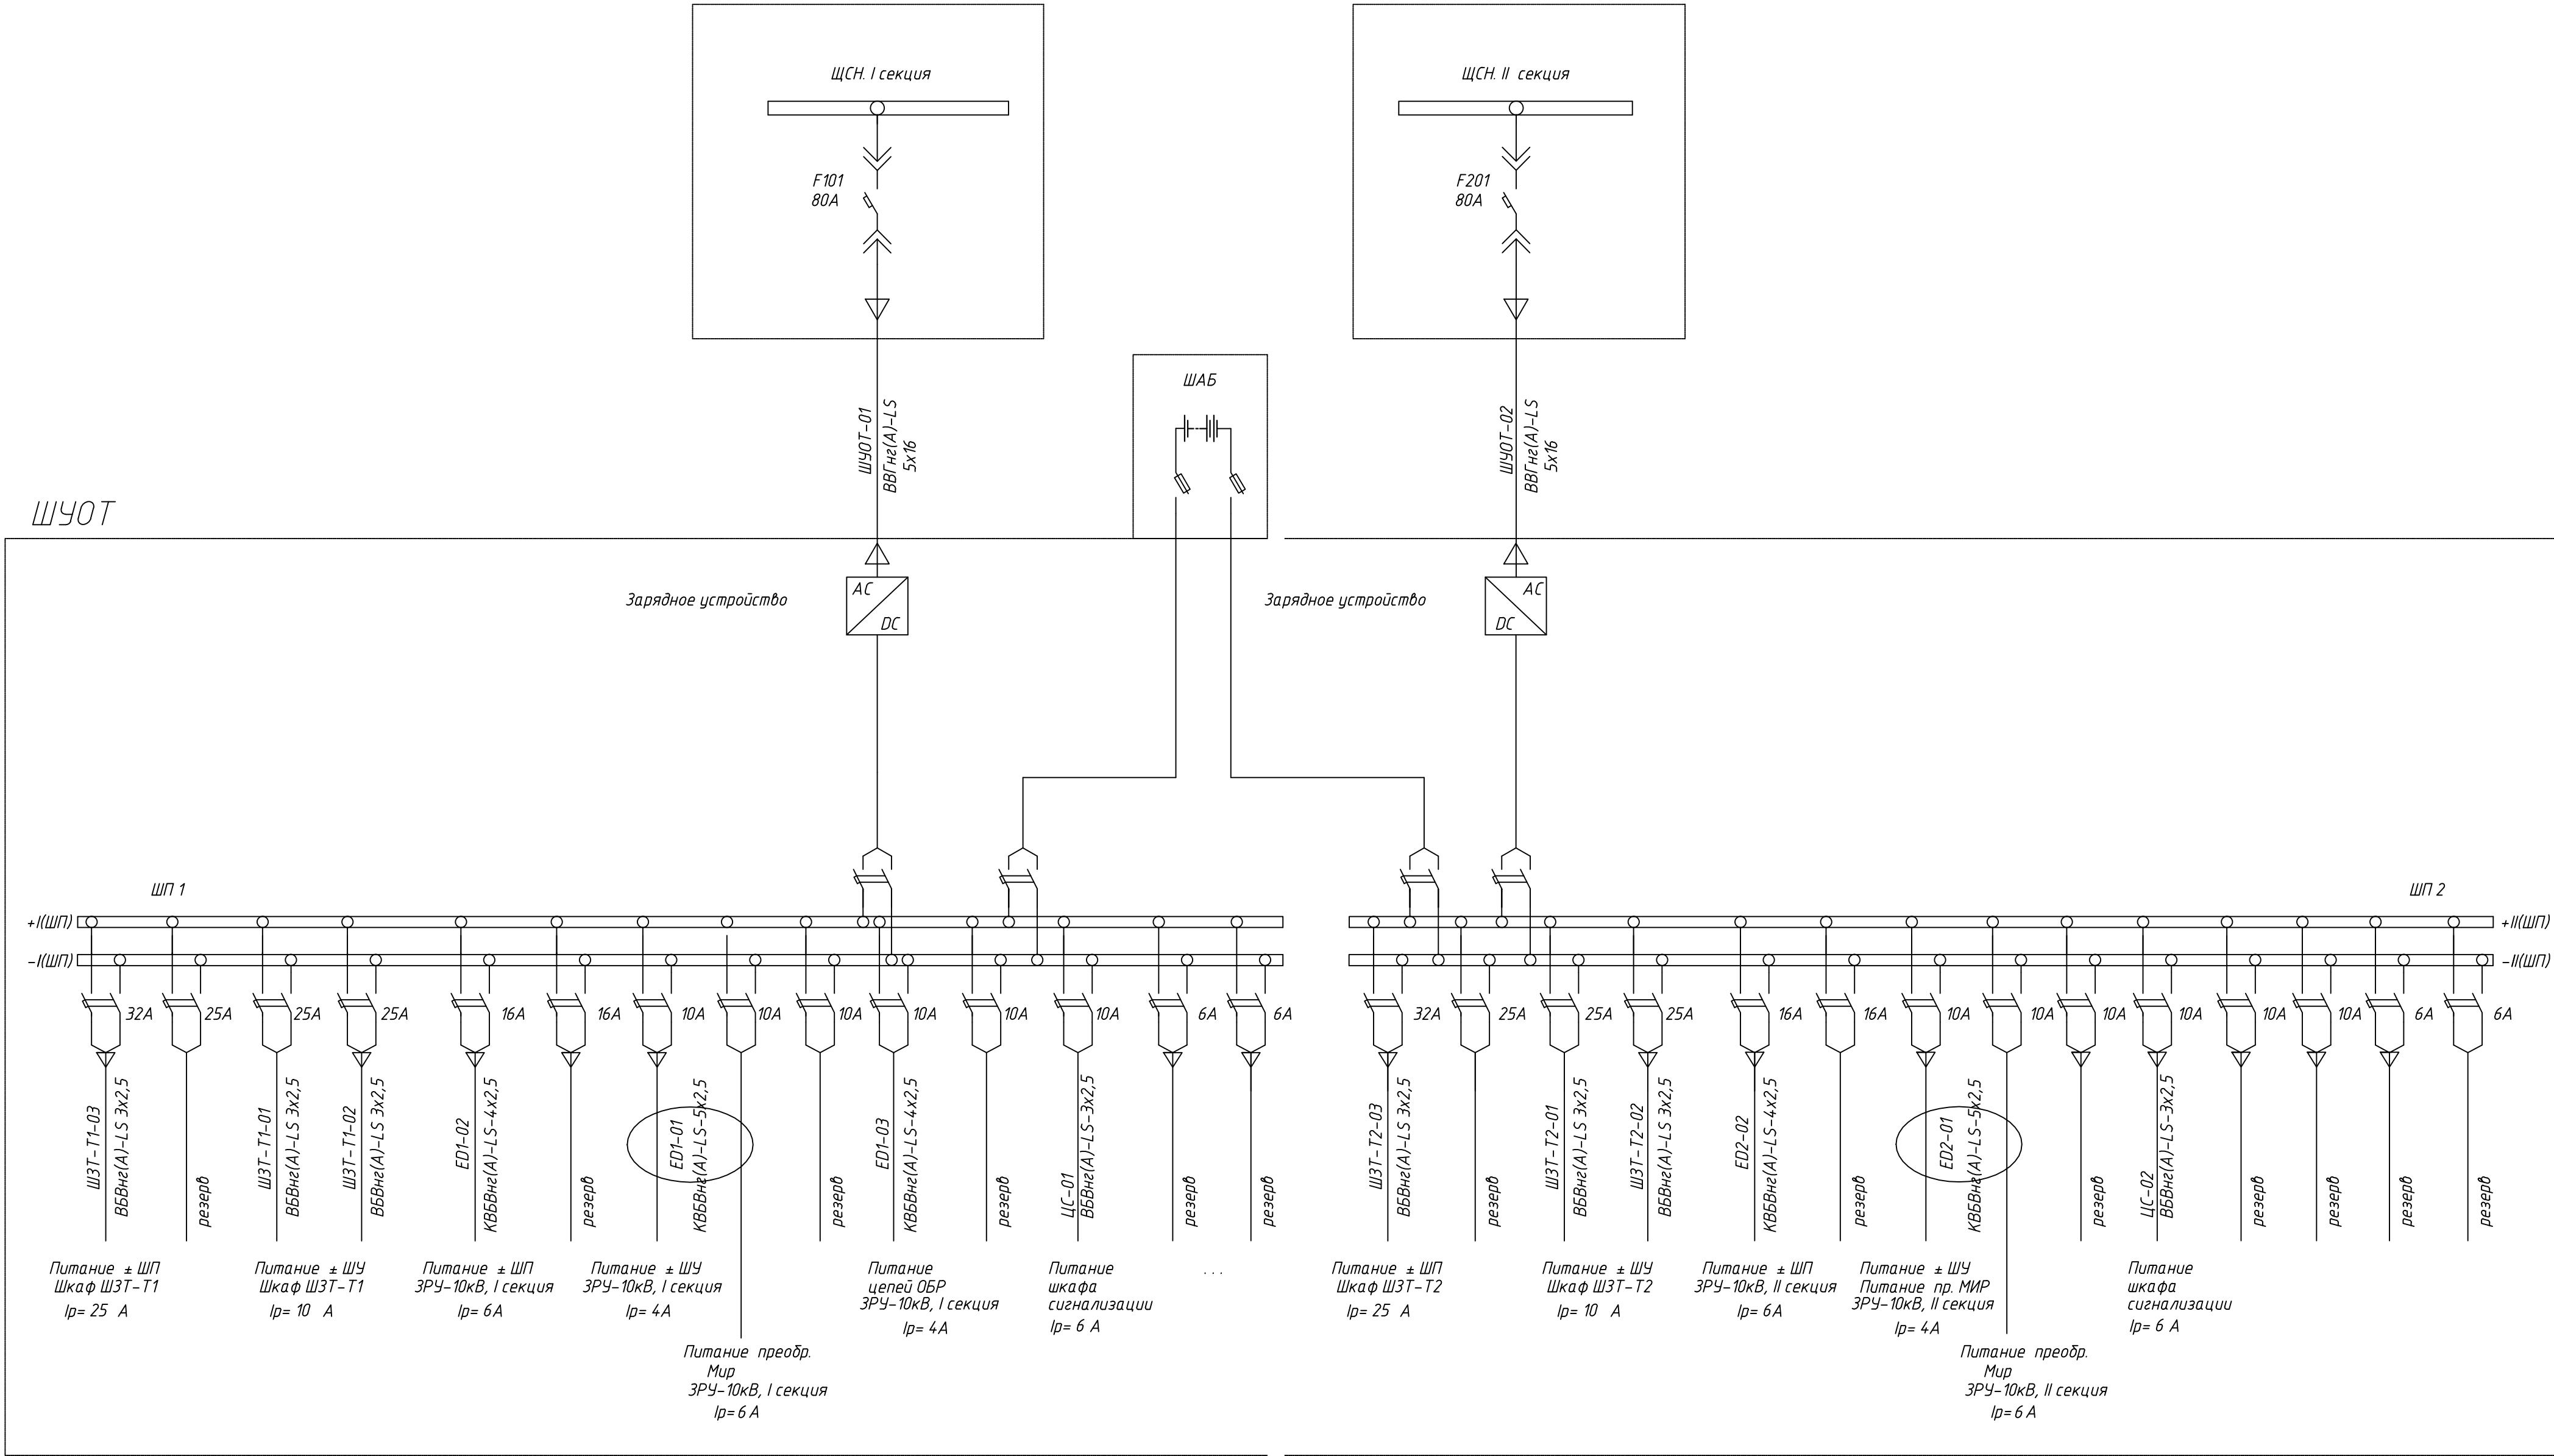 ЩСН. I секция
ЩСН. II секция
F101
80А
F201
80А
ШАБ
ШУОТ-01
ВВГнг(А)-LS
5х16
ШУОТ-02
ВВГнг(А)-LS
5х16
ШУОТ
Зарядное устройство
AC
DC
Зарядное устройство
AC
DC
ШП 1
ШП 2
+I(ШП)
+II(ШП)
-I(ШП)
-II(ШП)
32А
25А
25А
25А
16А
16А
10А
10А
10А
10А
10А
10А
6А
6А
32А
25А
25А
25А
16А
16А
10А
10А
10А
10А
10А
10А
6А
6А
ШЗТ-Т1-03
ВБВнг(А)-LS 3х2,5
резерв
ШЗТ-Т1-01
ВБВнг(А)-LS 3х2,5
ШЗТ-Т1-02
ВБВнг(А)-LS 3х2,5
ED1-02
КВБВнг(А)-LS-4х2,5
резерв
ED1-01
КВБВнг(А)-LS-5х2,5
резерв
ED1-03
КВБВнг(А)-LS-4х2,5
резерв
ЦС-01
ВБВнг(А)-LS-3х2,5
резерв
резерв
ШЗТ-Т2-03
ВБВнг(А)-LS 3х2,5
резерв
ШЗТ-Т2-01
ВБВнг(А)-LS 3х2,5
ШЗТ-Т2-02
ВБВнг(А)-LS 3х2,5
ED2-02
КВБВнг(А)-LS-4х2,5
резерв
ED2-01
КВБВнг(А)-LS-5х2,5
резерв
ЦС-02
ВБВнг(А)-LS-3х2,5
резерв
резерв
резерв
резерв
Питание ± ШП
Шкаф ШЗТ-Т1
Iр= 25 А
Питание ± ШУ
Шкаф ШЗТ-Т1
Iр= 10 А
Питание ± ШП
ЗРУ-10кВ, I секция
Iр= 6А
Питание ± ШУ
ЗРУ-10кВ, I секция
Iр= 4А
Питание преобр.
Мир
ЗРУ-10кВ, I секция
Iр= 6 А
Питание
цепей ОБР
ЗРУ-10кВ, I секция
Iр= 4А
Питание
шкафа
сигнализации
Iр= 6 А
. . .
Питание ± ШП
Шкаф ШЗТ-Т2
Iр= 25 А
Питание ± ШУ
Шкаф ШЗТ-Т2
Iр= 10 А
Питание ± ШП
ЗРУ-10кВ, II секция
Iр= 6А
Питание ± ШУ
Питание пр. МИР
ЗРУ-10кВ, II секция
Iр= 4А
Питание преобр.
Мир
ЗРУ-10кВ, II секция
Iр= 6 А
Питание
шкафа
сигнализации
Iр= 6 А